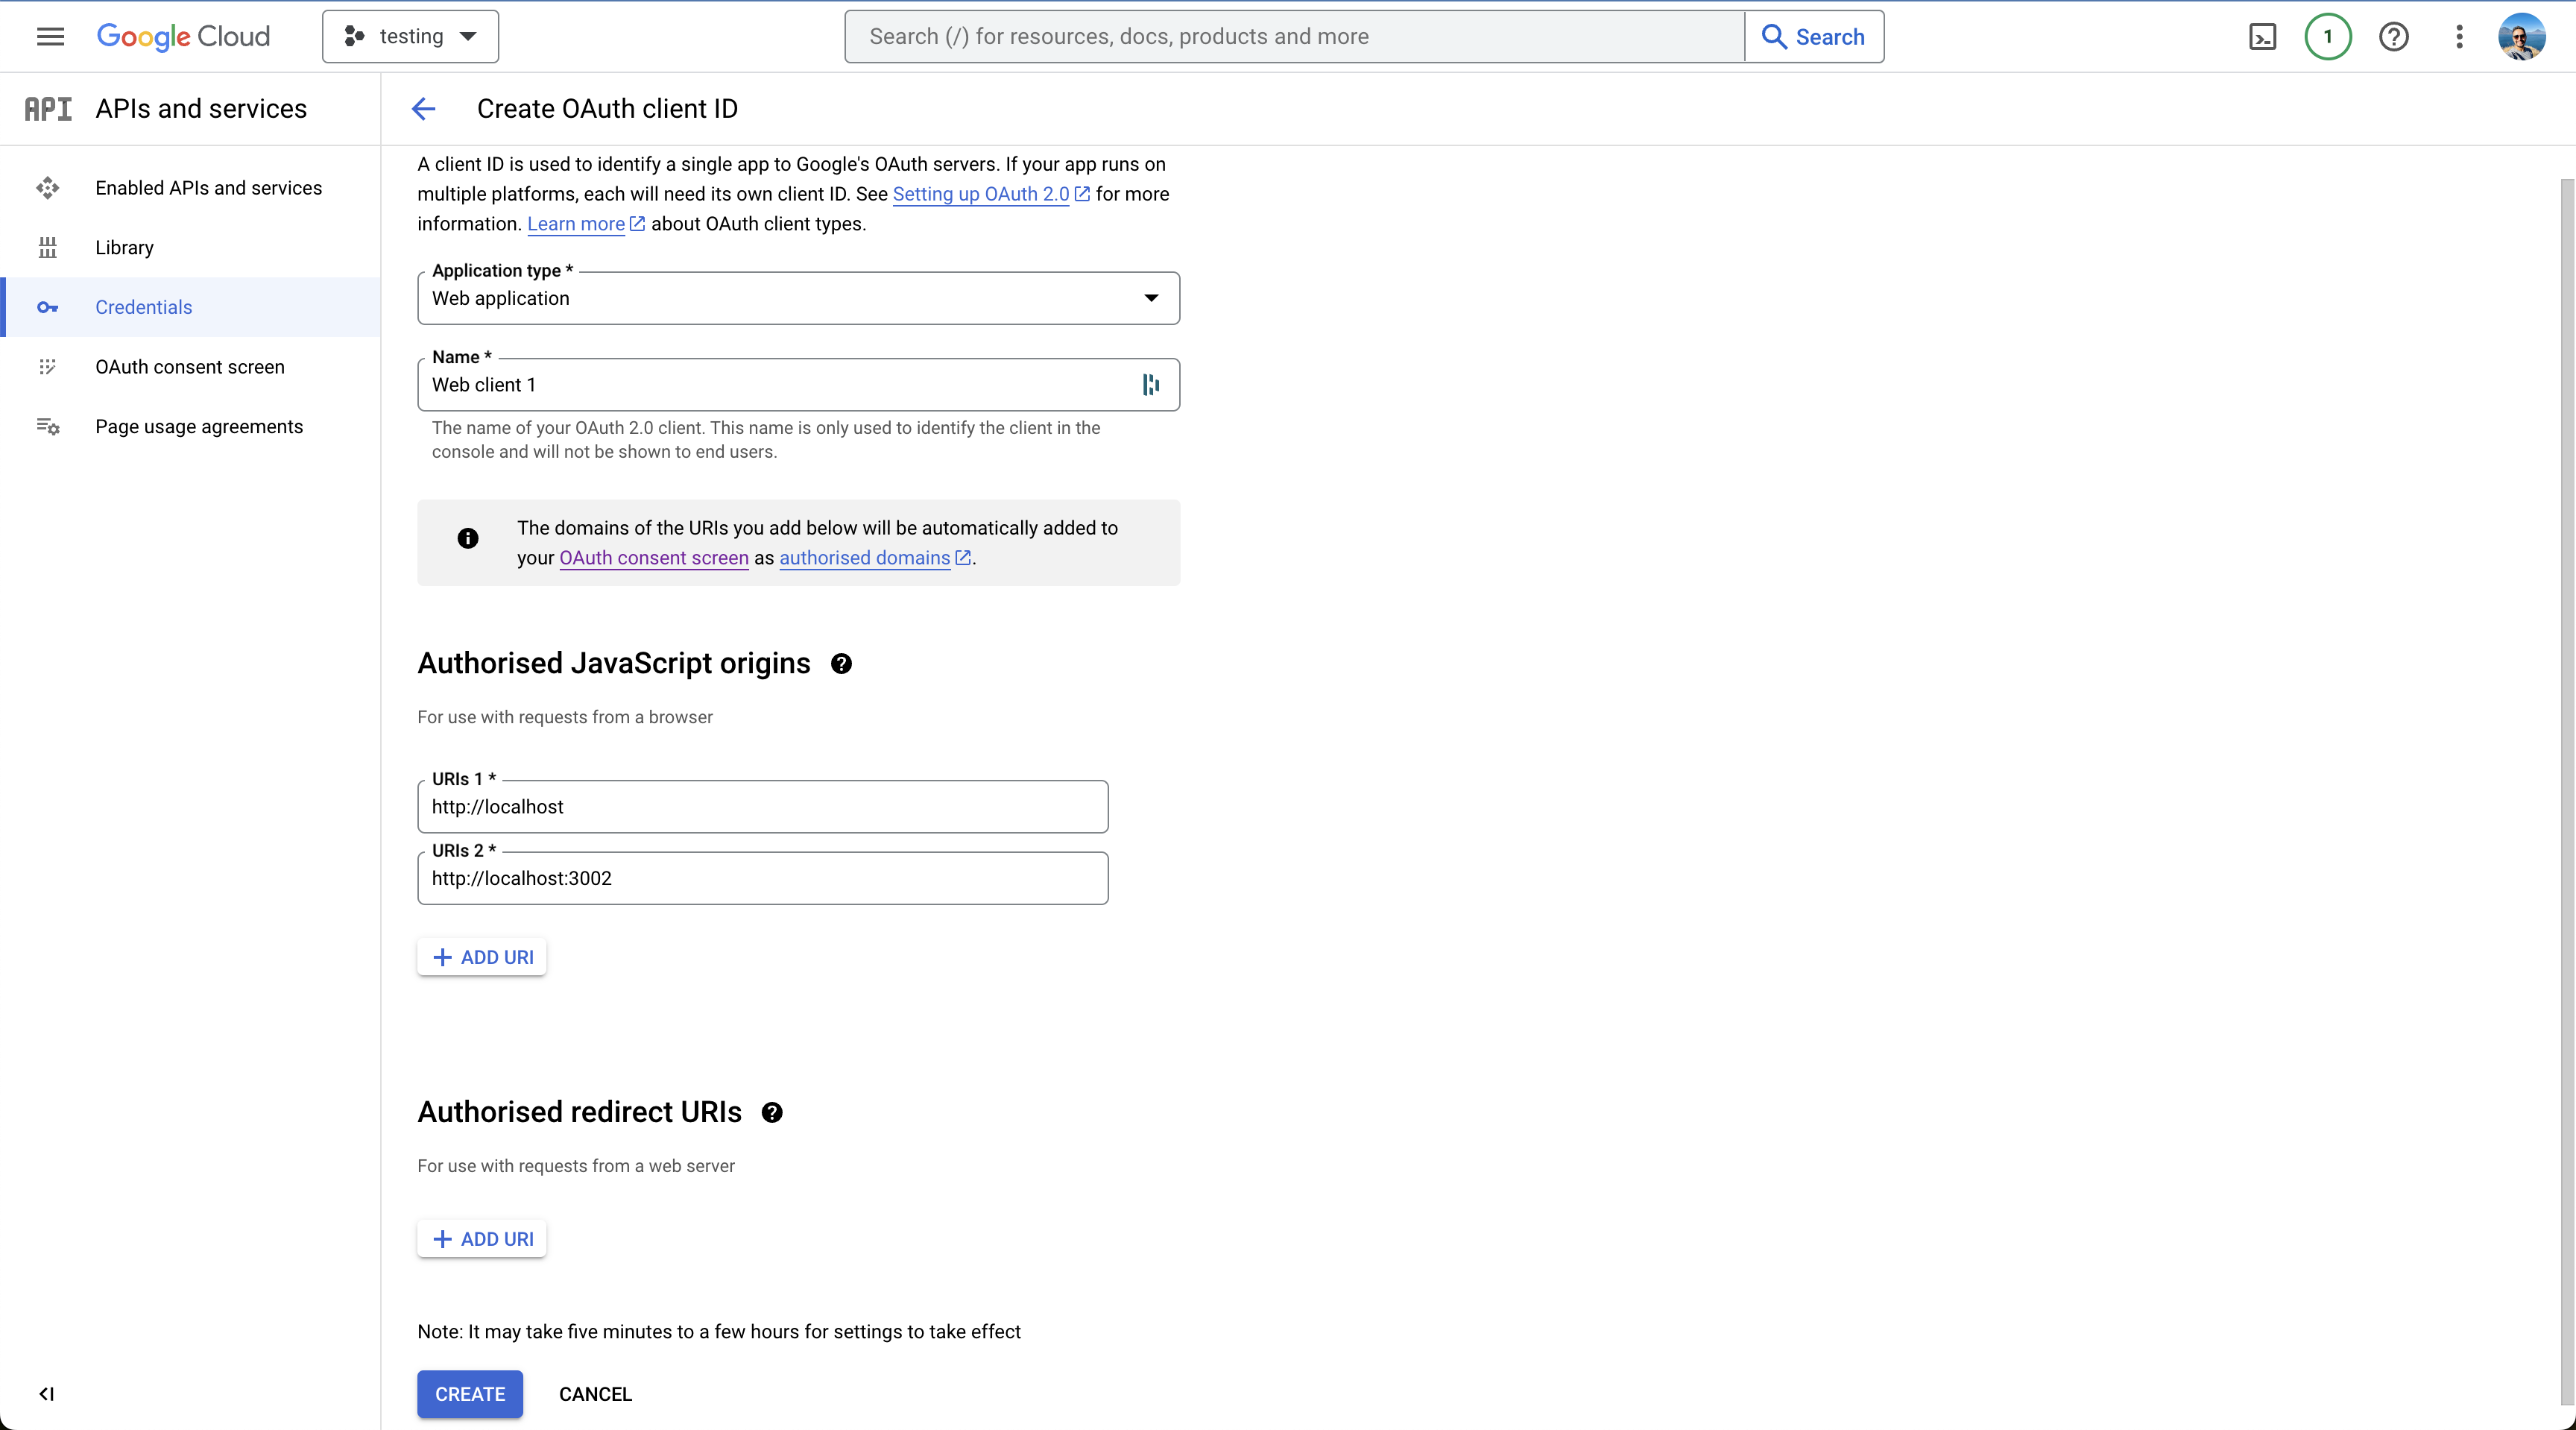 Google Cloud
testing
Search (/) for resources, docs, products and more
Search
1
API
APIs and services
Create OAuth client ID
Enabled APIs and services
Library
Credentials
OAuth consent screen
Page usage agreements
A client ID is used to identify a single app to Google's OAuth servers. If your app runs on
multiple platforms, each will need its own client ID. See Setting up OAuth 2.0 for more
information. Learn more about OAuth client types.
Application type *
Web application
Name *
Web client 1
The name of your OAuth 2.0 client. This name is only used to identify the client in the
console and will not be shown to end users.
The domains of the URIs you add below will be automatically added to
your OAuth consent screen as authorised domains.
Authorised JavaScript origins
For use with requests from a browser
URIs 1 *
http://localhost
URIs 2 *
http://localhost:3002
ADD URI
Authorised redirect URIs
For use with requests from a web server
ADD URI
Note: It may take five minutes to a few hours for settings to take effect
CREATE
CANCEL